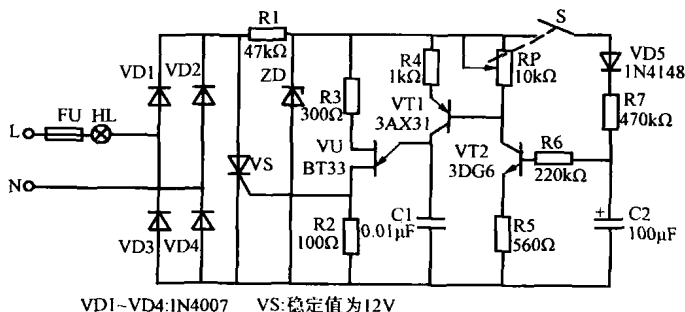 R1
47kΩ
S
VD1
VD2
ZD
R4
1kΩ
RP
10kΩ
VD5
1N4148
FU
HL
R3
300Ω
VT1
3AX31
R7
470kΩ
L
VS
VU
BT33
VT2
3DG6
R6
220kΩ
N
R2
100Ω
C1
0.01μF
R5
560Ω
+
C2
100μF
VD3
VD4
VD1~VD4:1N4007 VS:稳定值为12V